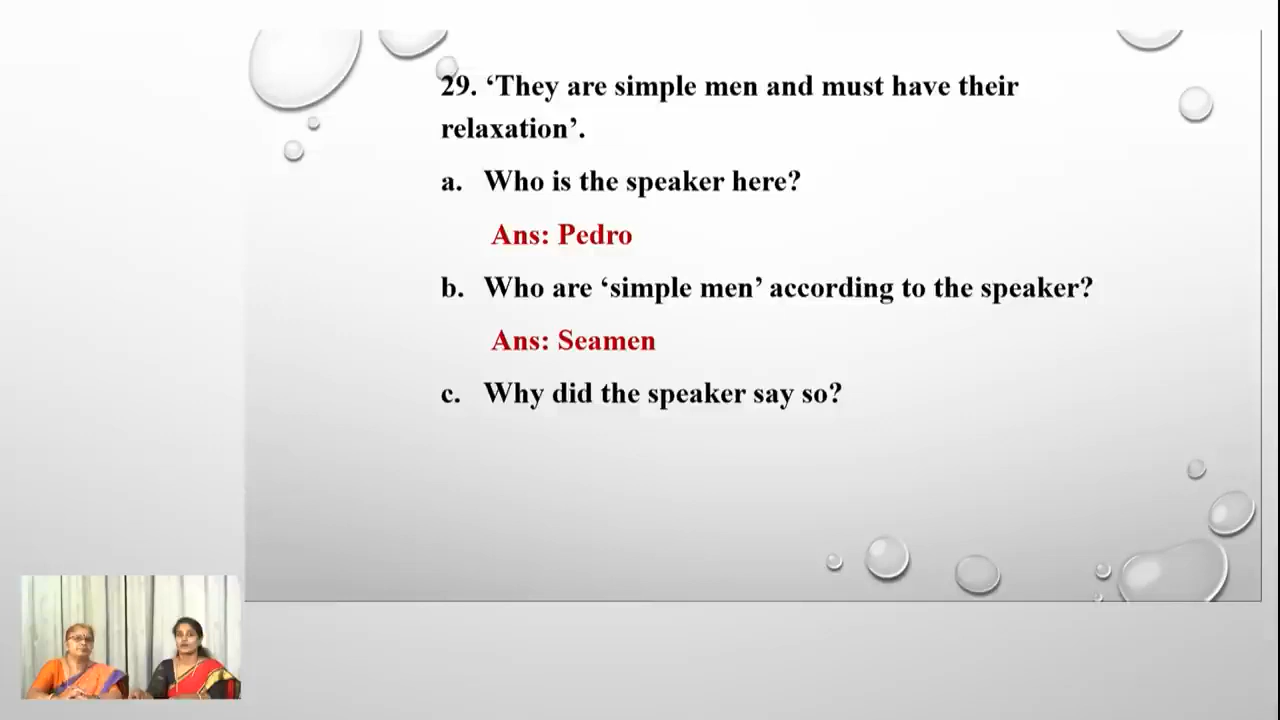 29. ‘They are simple men and must have their
relaxation’.
a. Who is the speaker here?
Ans: Pedro
b. Who are ‘simple men’ according to the speaker?
Ans: Seamen
c. Why did the speaker say so?